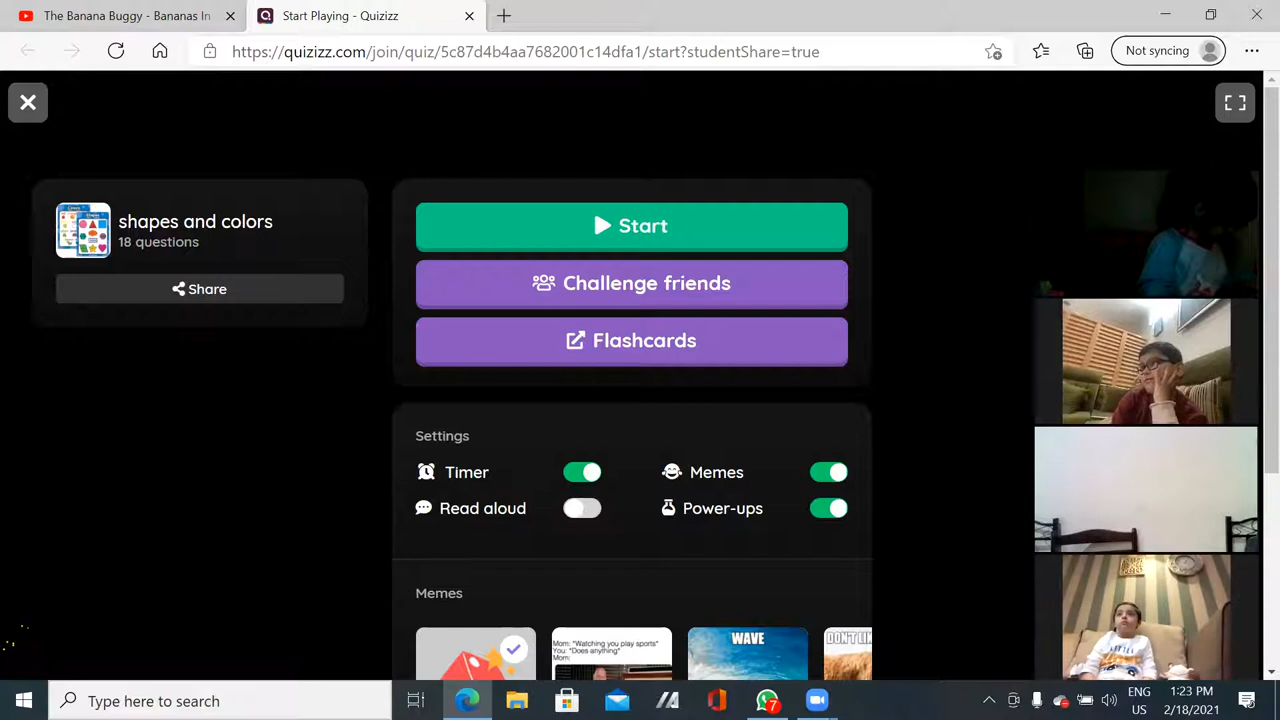 The Banana Buggy - Bananas In
Start Playing - Quizizz
https://quizizz.com/join/quiz/5c87d4b4aa7682001c14dfa1/start?studentShare=true
Not syncing
shapes and colors
18 questions
Share
Start
Challenge friends
Flashcards
Settings
Timer
Memes
Read aloud
Power-ups
Memes
Mom: *Watching you play sports*
You: *Does anything*
Mom:
WAVE
DON'T LI
Type here to search
7
ENG
US
1:23 PM
2/18/2021